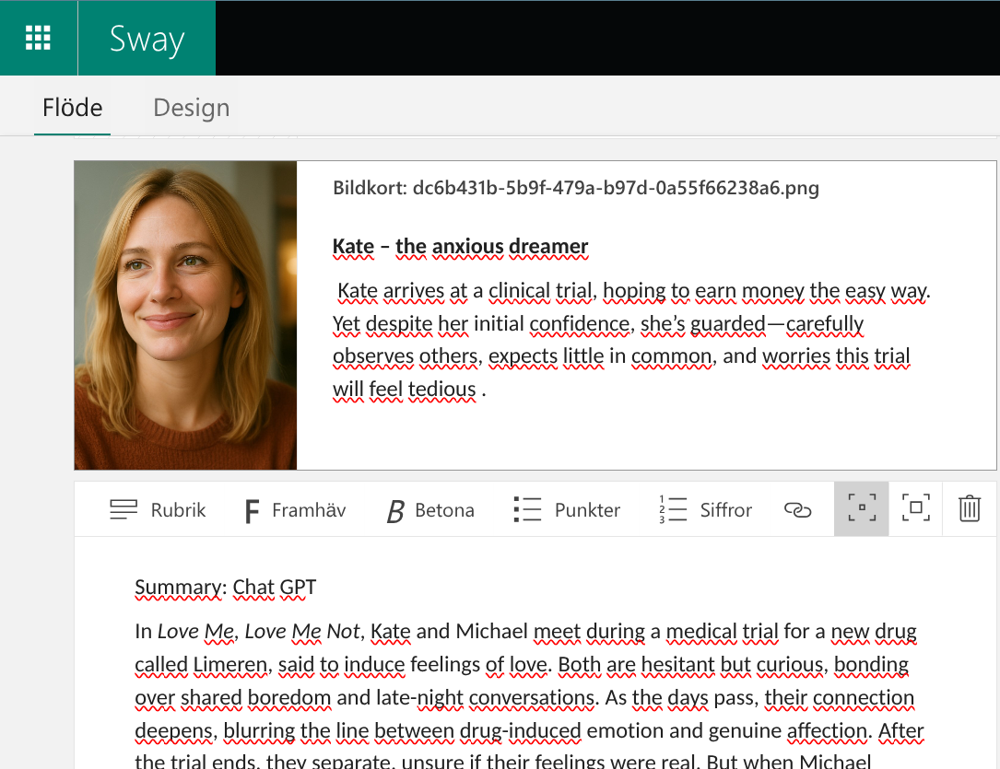 Sway
Flöde Design
Bildkort: dc6b431b-5b9f-479a-b97d-0a55f66238a6.png
Kate – the anxious dreamer
Kate arrives at a clinical trial, hoping to earn money the easy way.
Yet despite her initial confidence, she’s guarded—carefully
observes others, expects little in common, and worries this trial
will feel tedious .
Rubrik F Framhäv B Betona Punkter 1 2 3 Siffror
Summary: Chat GPT
In Love Me, Love Me Not, Kate and Michael meet during a medical trial for a new drug
called Limeren, said to induce feelings of love. Both are hesitant but curious, bonding
over shared boredom and late-night conversations. As the days pass, their connection
deepens, blurring the line between drug-induced emotion and genuine affection. After
the trial ends, they separate, unsure if their feelings were real. But when Michael